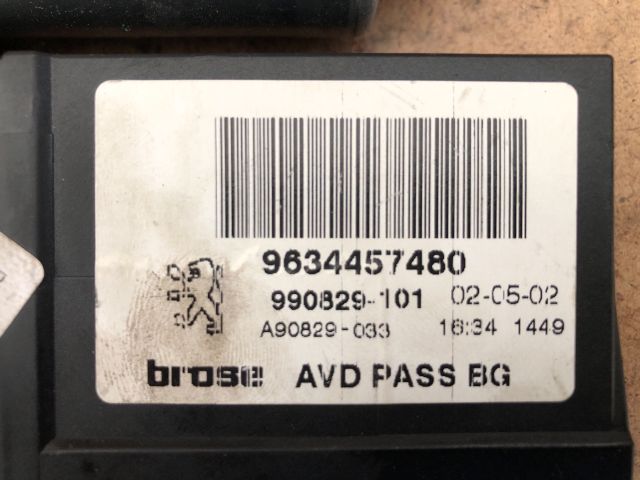 9634457480
990829-101 02-05-02
A90829-033 16:34 1449
brose AVD PASS BG